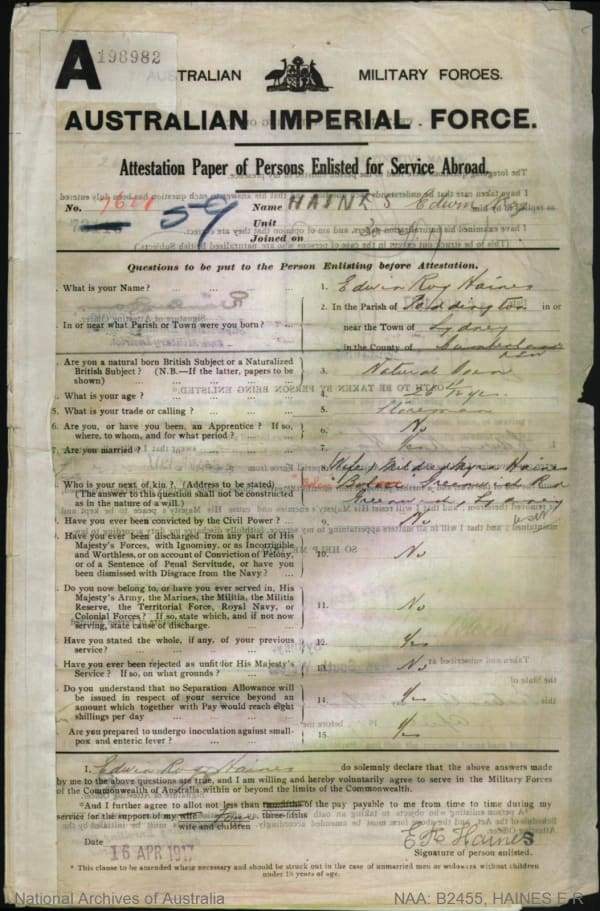 A 198982
AUSTRALIAN MILITARY FORCES.
AUSTRALIAN IMPERIAL FORCE.
Attestation Paper of Persons Enlisted for Service Abroad.
No. 59 Name HAINES Edwin Roy
Unit
Joined on
Questions to be put to the Person Enlisting before Attestation.
1. What is your Name? ... 1. Edwin Roy Haines
2. In or near what Parish or Town were you born? ... 2. In the Parish of Paddington in or
near the Town of Sydney
in the County of Cumberland
NSW
3. Are you a natural born British Subject or a Naturalized
British Subject? (N.B.—If the latter, papers to be
shown) 3. Natural Born
4. What is your age? ... 4.
5. What is your trade or calling? ... 5. Storeman
6. Are you, or have you been, an Apprentice? If so,
where, to whom, and for what period? 6. No
7. Are you married? ... 7. Yes
8. Who is your next of kin? (Address to be stated)
(The answer to this question shall not be constructed
as in the nature of a will.)
Wife Mildred Haines
Greenwich Rd
Greenwich, Sydney
NSW
9. Have you ever been convicted by the Civil Power? ... 9. No
10. Have you ever been discharged from any part of His
Majesty's Forces, with Ignominy, or as Incorrigible
and Worthless, or on account of Conviction of Felony,
or of a Sentence of Penal Servitude, or have you
been dismissed with Disgrace from the Navy? ... 10. No
Do you now belong to, or have you ever served in, His
Majesty's Army, the Marines, the Militia, the Militia
Reserve, the Territorial Force, Royal Navy, or
Colonial Forces? If so, state which, and if not now
serving, state cause of discharge. 11. No
Have you stated the whole, if any, of your previous
service? 12. Yes
Have you ever been rejected as unfit for His Majesty's
Service? If so, on what grounds? 13. No
Do you understand that no Separation Allowance will
be issued in respect of your service beyond an
amount which together with Pay would reach eight
shillings per day 14. Yes
Are you prepared to undergo inoculation against small-
pox and enteric fever? 15. Yes
I, Edwin Roy Haines do solemnly declare that the above answers made
by me to the above questions are true, and I am willing and hereby voluntarily agree to serve in the Military Forces
of the Commonwealth of Australia within or beyond the limits of the Commonwealth.
*And I further agree to allot not less than two-fifths of the pay payable to me from time to time during my
service for the support of my wife three-fifths
wife and children
Date 16 APR 1917 E R Haines
Signature of person enlisted.
* This clause to be amended where necessary and should be struck out in the case of unmarried men or widowers without children
under 18 years of age.
National Archives of Australia NAA: B2455, HAINES E R